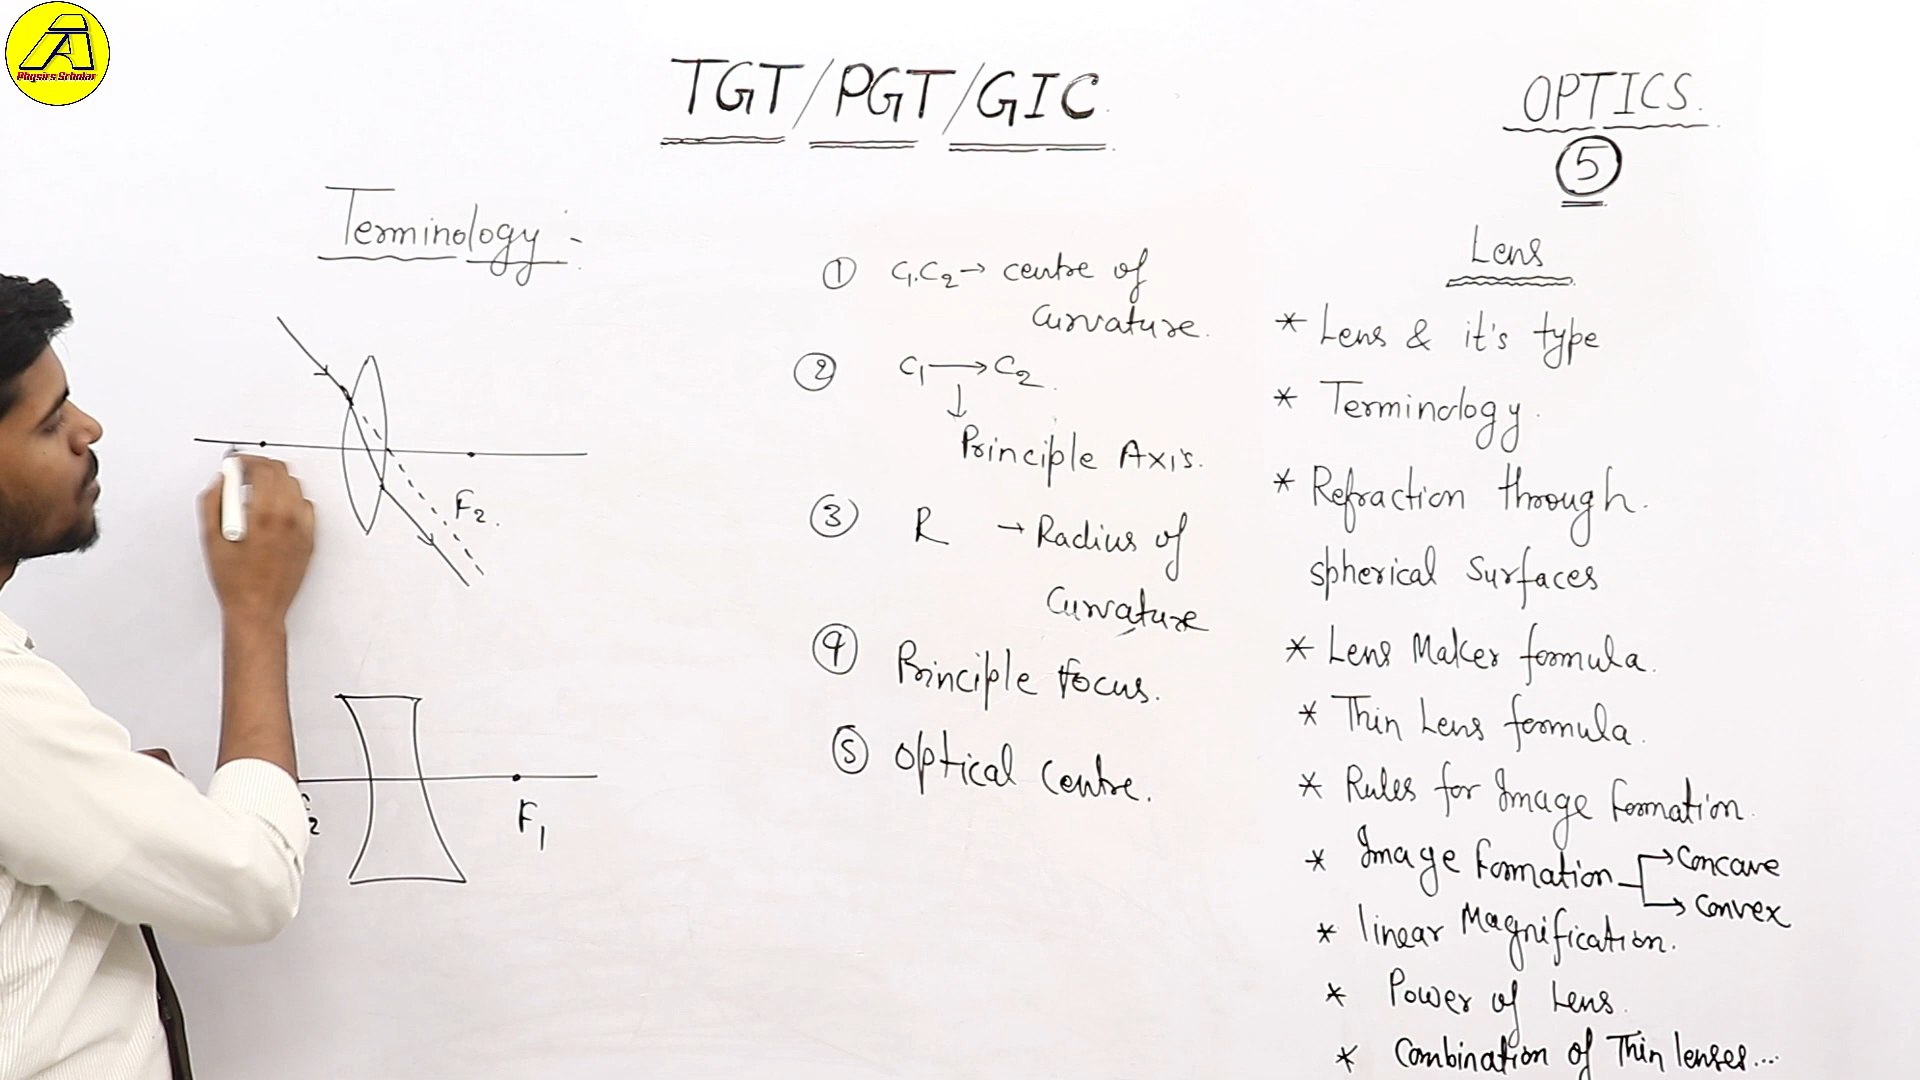 Physics Scholar
TGT/PGT/GIC
OPTICS
5
Terminology:-
F2.
F1
2
① C1.C2→ centre of
Curvature.
② C1→C2.
↓
Principle Axis.
③ R → Radius of
Curvature
④ Principle focus.
⑤ Optical Centre.
Lens
* Lens & it's type
* Terminology.
* Refraction through.
spherical Surfaces
* Lens Maker formula.
* Thin Lens formula.
* Rules for Image formation.
* Image formation → Concave
→ Convex
* linear Magnification.
* Power of Lens.
* Combination of Thin lenses...